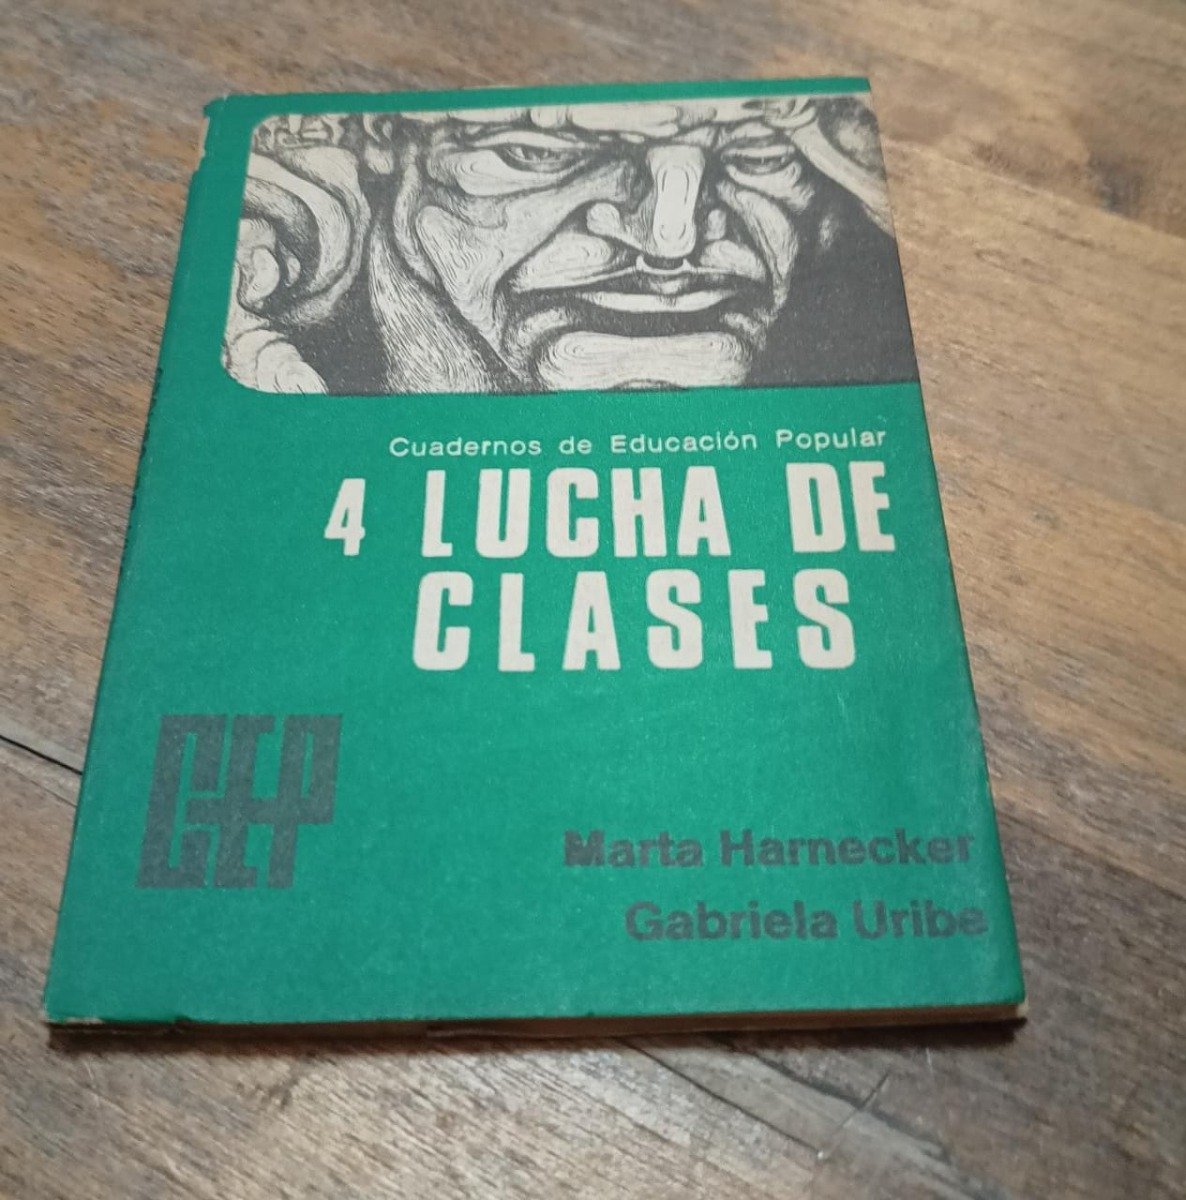 Cuadernos de Educación Popular
4 LUCHA DE
CLASES
CEP
Marta Harnecker
Gabriela Uribe